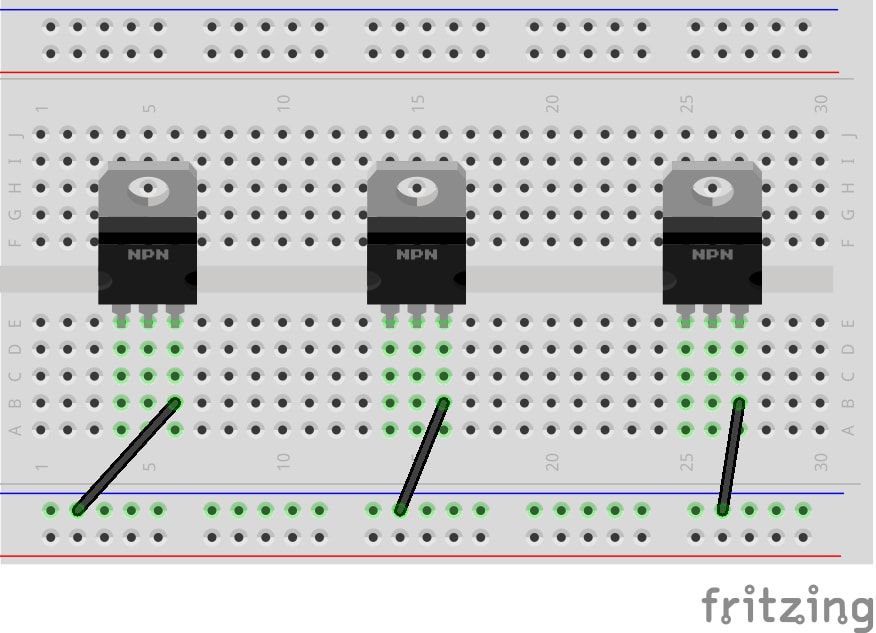 1 5 10 15 20 25 30
J J
I I
H H
G G
F F
NPN NPN NPN
E E
D D
C C
B B
A A
1 5 10 15 20 25 30
fritzing